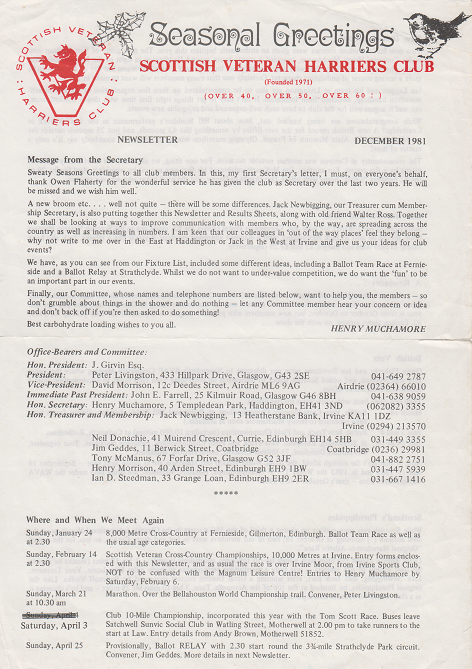 SCOTTISH VETERAN
HARRIERS CLUB
Seasonal Greetings
SCOTTISH VETERAN HARRIERS CLUB
(Founded 1971)
(OVER 40, OVER 50, OVER 60 : )
NEWSLETTER DECEMBER 1981
Message from the Secretary
Sweaty Seasons Greetings to all club members. In this, my first Secretary's letter, I must, on everyone's behalf,
thank Owen Flaherty for the wonderful service he has given the club as Secretary over the last two years. He will
be missed and we wish him well.
A new broom etc. . . . well not quite — there will be some differences. Jack Newbigging, our Treasurer cum Member-
ship Secretary, is also putting together this Newsletter and Results Sheets, along with old friend Walter Ross. Together
we shall be looking at ways to improve communication with members who, by the way, are spreading across the
country as well as increasing in numbers. I am keen that our colleagues in 'out of the way places' feel they belong —
why not write to me over in the East at Haddington or Jack in the West at Irvine and give us your ideas for club
events?
We have, as you can see from our Fixture List, included some different ideas, including a Ballot Team Race at Fernie-
side and a Ballot Relay at Strathclyde. Whilst we do not want to under-value competition, we do want the 'fun' to be
an important part in our events.
Finally, our Committee, whose names and telephone numbers are listed below, want to help you, the members — so
don't grumble about things in the shower and do nothing — let any Committee member hear your concern or idea
and don't back off if you're then asked to do something!
Best carbohydrate loading wishes to you all.
HENRY MUCHAMORE
Office-Bearers and Committee:
Hon. President: J. Girvin Esq.
President: Peter Livingston, 433 Hillpark Drive, Glasgow, G43 2SE 041-649 2787
Vice-President: David Morrison, 12c Deedes Street, Airdrie ML6 9AG Airdrie (02364) 66010
Immediate Past President: John E. Farrell, 25 Kilmuir Road, Glasgow G46 8BH 041-638 9059
Hon. Secretary: Henry Muchamore, 5 Templedean Park, Haddington, EH41 3ND (062082) 3355
Hon. Treasurer and Membership: Jack Newbigging, 13 Heatherstane Bank, Irvine KA11 1DZ
Irvine (0294) 213570
Neil Donachie, 41 Muirend Crescent, Currie, Edinburgh EH14 5HB 031-449 3355
Jim Geddes, 11 Berwick Street, Coatbridge Coatbridge (0236) 29981
Tony McManus, 67 Forfar Drive, Glasgow G52 3JF 041-882 2751
Henry Morrison, 40 Arden Street, Edinburgh EH9 1BW 031-447 5939
Ian D. Steedman, 33 Grange Loan, Edinburgh EH9 2ER 031-667 1416
*****
Where and When We Meet Again
Sunday, January 24 8,000 Metre Cross-Country at Fernieside, Gilmerton, Edinburgh. Ballot Team Race as well as
at 2.30 the usual age categories.
Sunday, February 14 Scottish Veteran Cross-Country Championships, 10,000 Metres at Irvine. Entry forms enclos-
at 2.30 ed with this Newsletter, and as usual the race is over Irvine Moor, from Irvine Sports Club,
NOT to be confused with the Magnum Leisure Centre! Entries to Henry Muchamore by
Saturday, February 6.
Sunday, March 21 Marathon. Over the Bellahouston World Championship trail. Convener, Peter Livingston.
at 10.30 am
Sunday, April Club 10-Mile Championship, incorporated this year with the Tom Scott Race. Buses leave
Saturday, April 3 Satchwell Sunvic Social Club in Watling Street, Motherwell at 2.00 pm to take runners to the
start at Law. Entry details from Andy Brown, Motherwell 51852.
Sunday, April 25 Provisionally, Ballot RELAY with 2.30 start round the 3¾-mile Strathclyde Park circuit.
Convener, Jim Geddes. More details in next Newsletter.